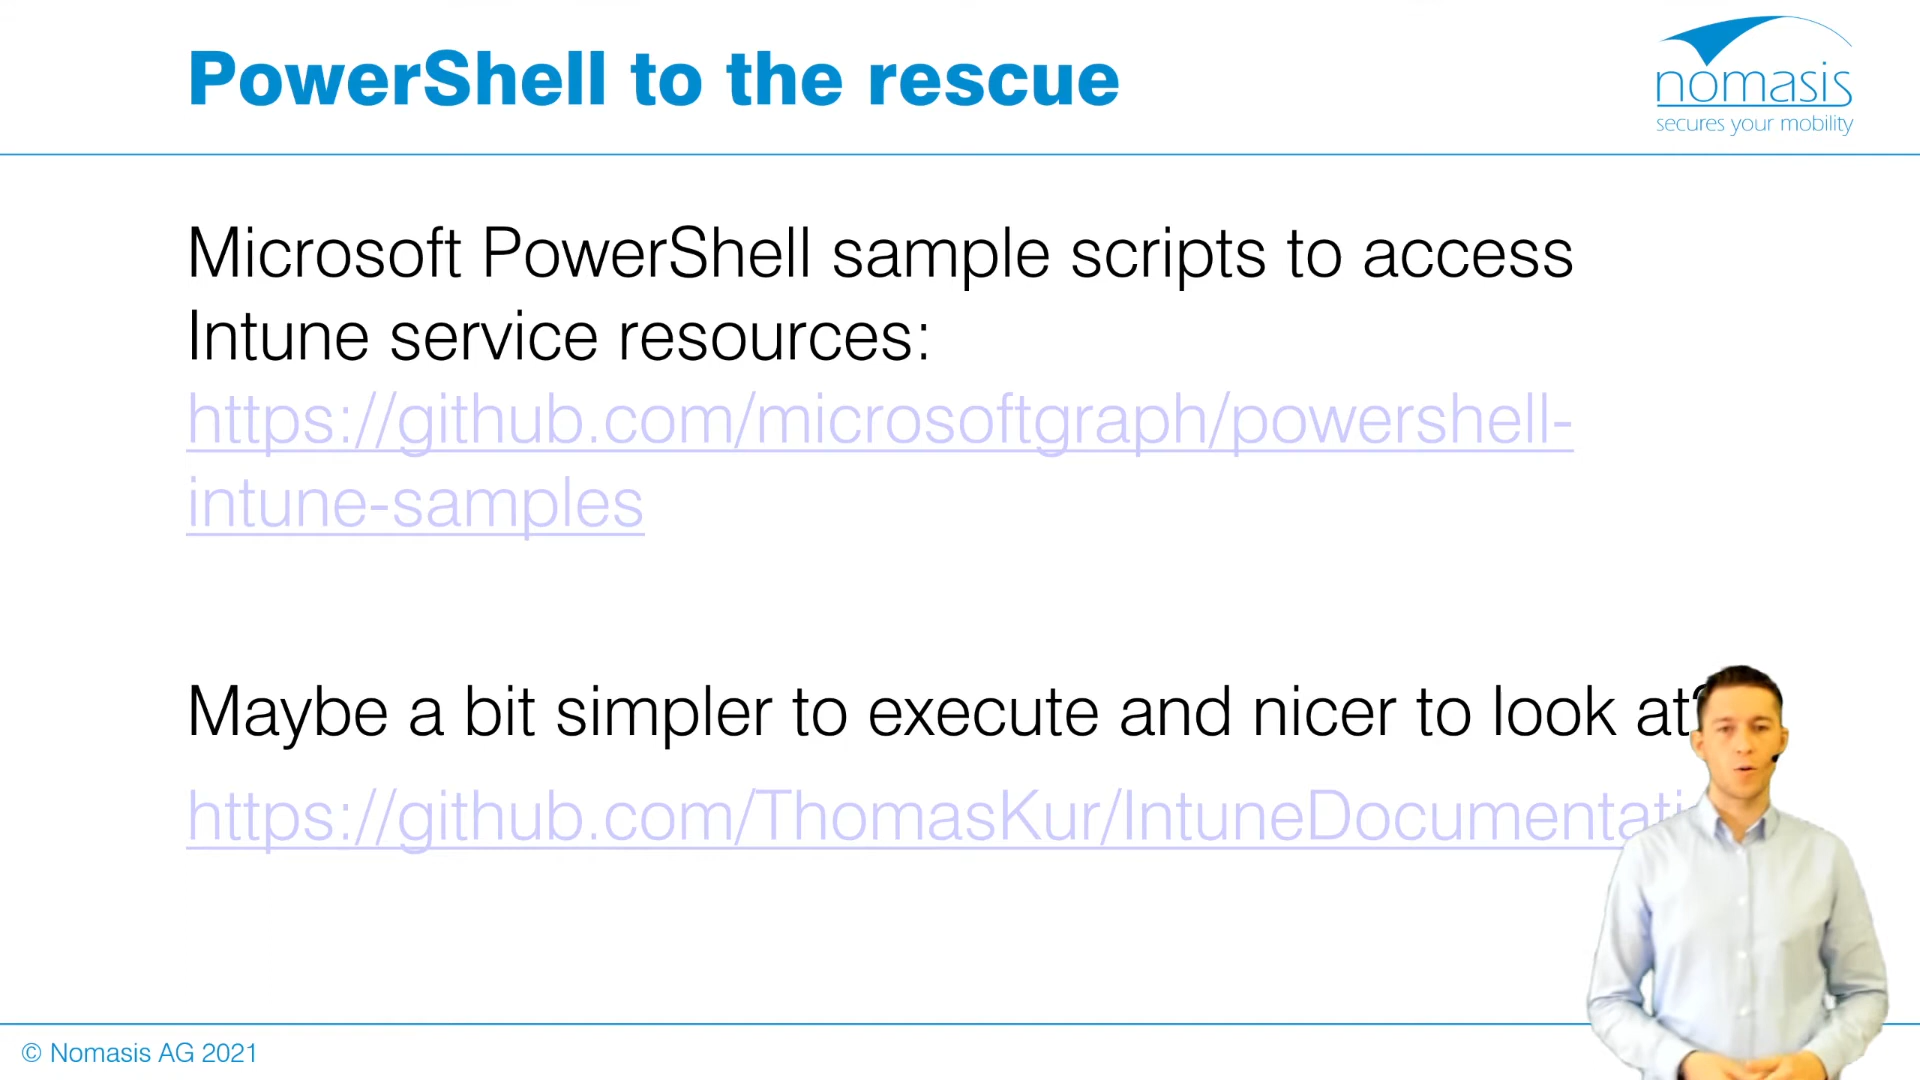 PowerShell to the rescue
nomasis
secures your mobility
Microsoft PowerShell sample scripts to access
Intune service resources:
https://github.com/microsoftgraph/powershell-
intune-samples
Maybe a bit simpler to execute and nicer to look at?
https://github.com/ThomasKur/IntuneDocumentati
© Nomasis AG 2021